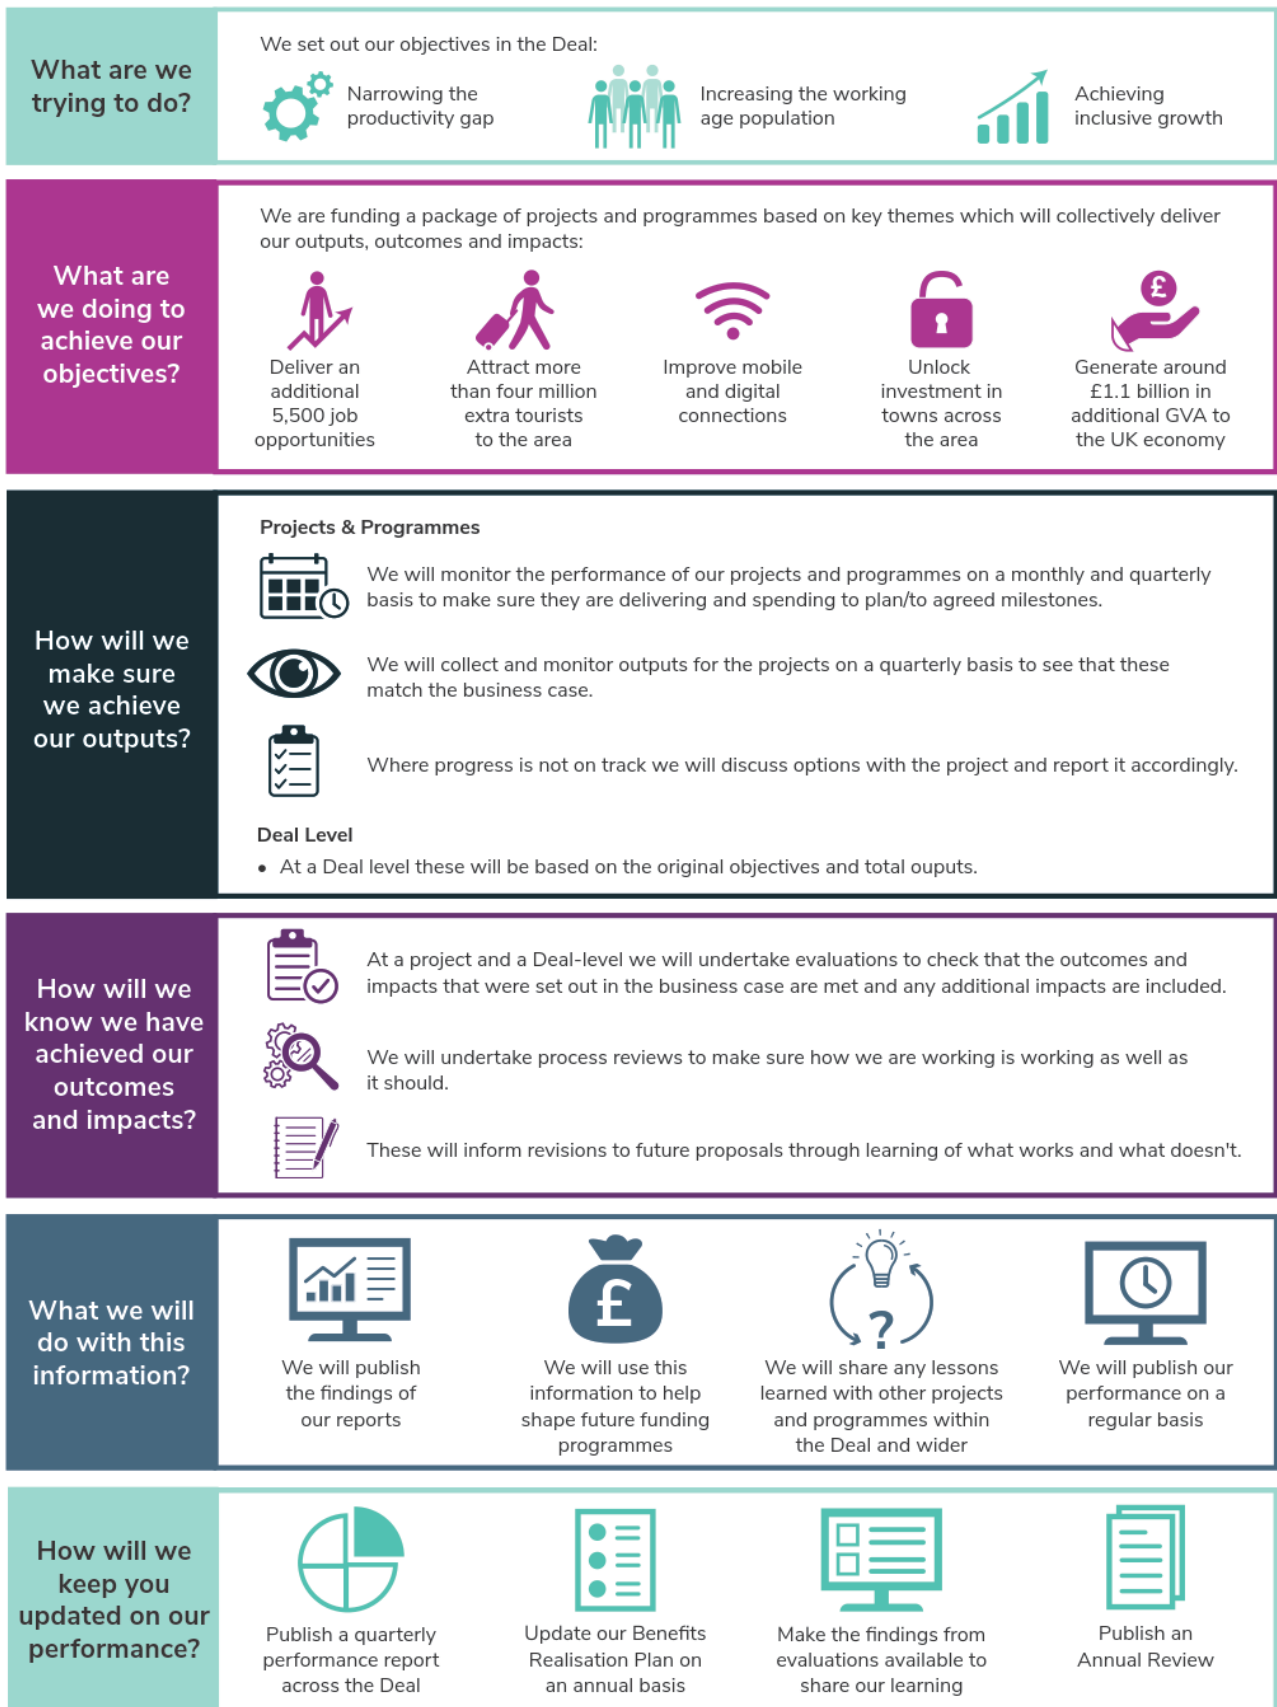 What are we
trying to do?
We set out our objectives in the Deal:
Narrowing the
productivity gap
Increasing the working
age population
Achieving
inclusive growth
What are
we doing to
achieve our
objectives?
We are funding a package of projects and programmes based on key themes which will collectively deliver
our outputs, outcomes and impacts:
Deliver an
additional
5,500 job
opportunities
Attract more
than four million
extra tourists
to the area
Improve mobile
and digital
connections
Unlock
investment in
towns across
the area
£
Generate around
£1.1 billion in
additional GVA to
the UK economy
How will we
make sure
we achieve
our outputs?
Projects & Programmes
We will monitor the performance of our projects and programmes on a monthly and quarterly
basis to make sure they are delivering and spending to plan/to agreed milestones.
We will collect and monitor outputs for the projects on a quarterly basis to see that these
match the business case.
Where progress is not on track we will discuss options with the project and report it accordingly.
Deal Level
• At a Deal level these will be based on the original objectives and total ouputs.
How will we
know we have
achieved our
outcomes
and impacts?
At a project and a Deal-level we will undertake evaluations to check that the outcomes and
impacts that were set out in the business case are met and any additional impacts are included.
We will undertake process reviews to make sure how we are working is working as well as
it should.
These will inform revisions to future proposals through learning of what works and what doesn't.
What we will
do with this
information?
We will publish
the findings of
our reports
£
We will use this
information to help
shape future funding
programmes
?
We will share any lessons
learned with other projects
and programmes within
the Deal and wider
We will publish our
performance on a
regular basis
How will we
keep you
updated on our
performance?
Publish a quarterly
performance report
across the Deal
Update our Benefits
Realisation Plan on
an annual basis
Make the findings from
evaluations available to
share our learning
Publish an
Annual Review